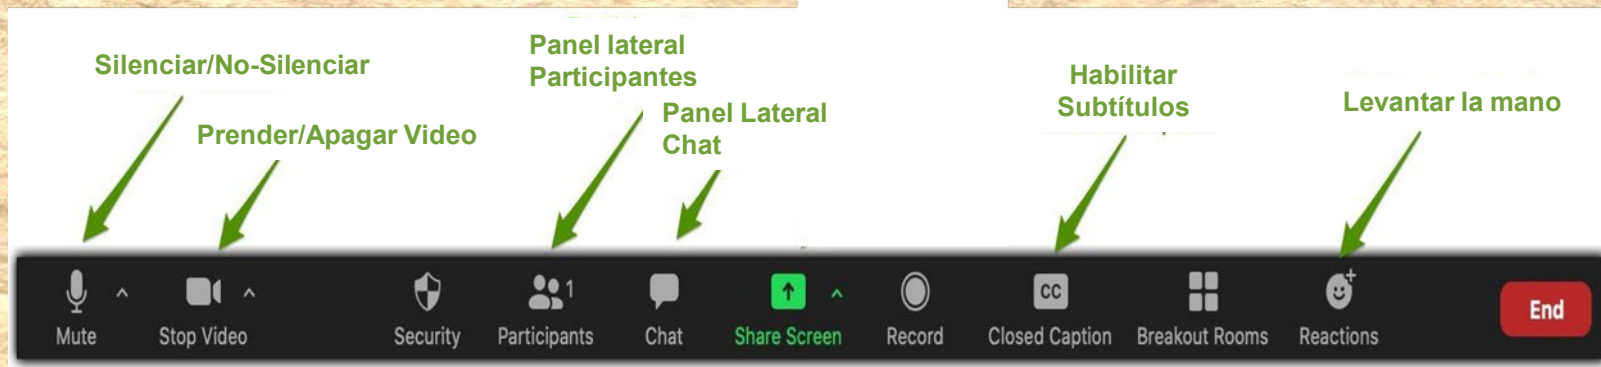 Silenciar/No-Silenciar
Prender/Apagar Video
Panel lateral
Participantes
Panel Lateral
Chat
Habilitar
Subtítulos
Levantar la mano
Mute
Stop Video
Security
1
Participants
Chat
Share Screen
Record
CC
Closed Caption
Breakout Rooms
Reactions
End